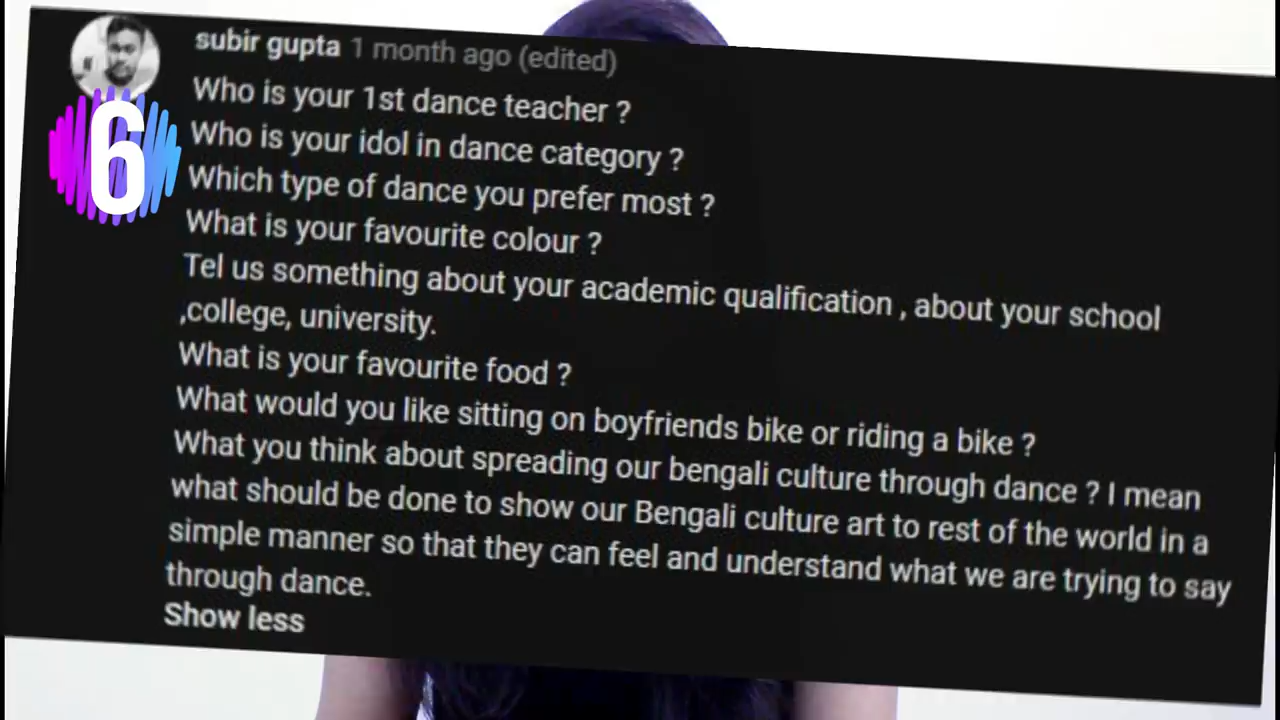 subir gupta 1 month ago (edited)
6
Who is your 1st dance teacher ?
Who is your idol in dance category ?
Which type of dance you prefer most ?
What is your favourite colour ?
Tel us something about your academic qualification , about your school
,college, university.
What is your favourite food ?
What would you like sitting on boyfriends bike or riding a bike ?
What you think about spreading our bengali culture through dance ? I mean
what should be done to show our Bengali culture art to rest of the world in a
simple manner so that they can feel and understand what we are trying to say
through dance.
Show less